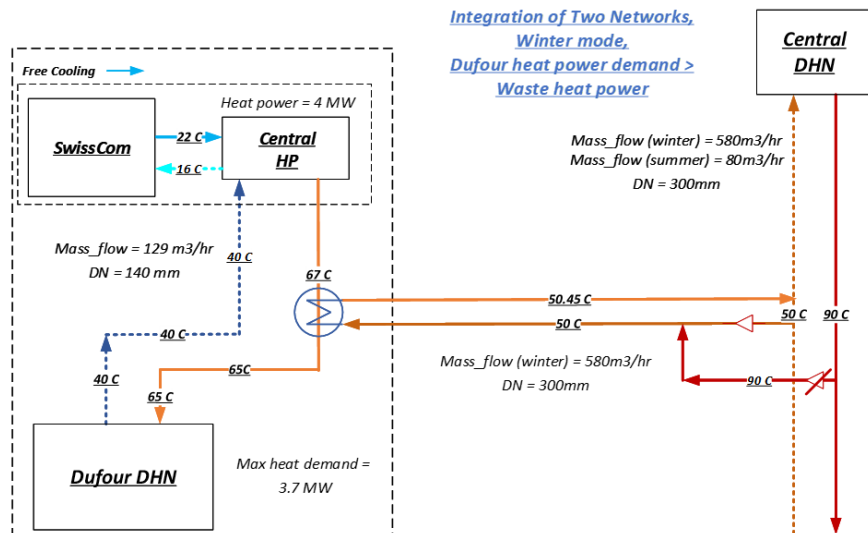 Integration of Two Networks,
Winter mode,
Dufour heat power demand >
Waste heat power
Central
DHN
Free Cooling
Heat power = 4 MW
SwissCom
22 C
16 C
Central
HP
Mass_flow (winter) = 580m3/hr
Mass_flow (summer) = 80m3/hr
DN = 300mm
Mass_flow = 129 m3/hr
DN = 140 mm
40 C
67 C
50.45 C
50 C
50 C
90 C
40 C
65C
Mass_flow (winter) = 580m3/hr
DN = 300mm
90 C
40 C
65 C
Dufour DHN
Max heat demand =
3.7 MW